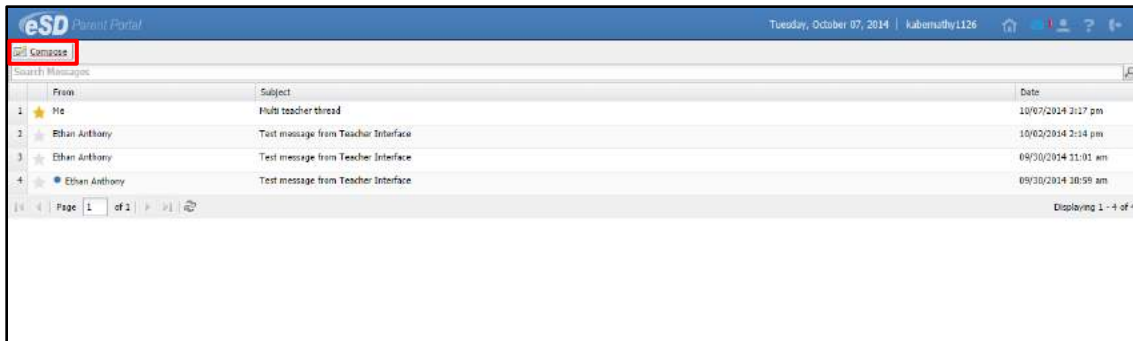 eSD Parent Portal Tuesday, October 07, 2014 | kabernathy1126 ?
Compose
Search Messages
From Subject Date
1 Me Multi teacher thread 10/07/2014 3:17 pm
2 Ethan Anthony Test message from Teacher Interface 10/02/2014 2:14 pm
3 Ethan Anthony Test message from Teacher Interface 09/30/2014 11:01 am
4 Ethan Anthony Test message from Teacher Interface 09/30/2014 10:59 am
Page 1 of 1 Displaying 1 - 4 of 4